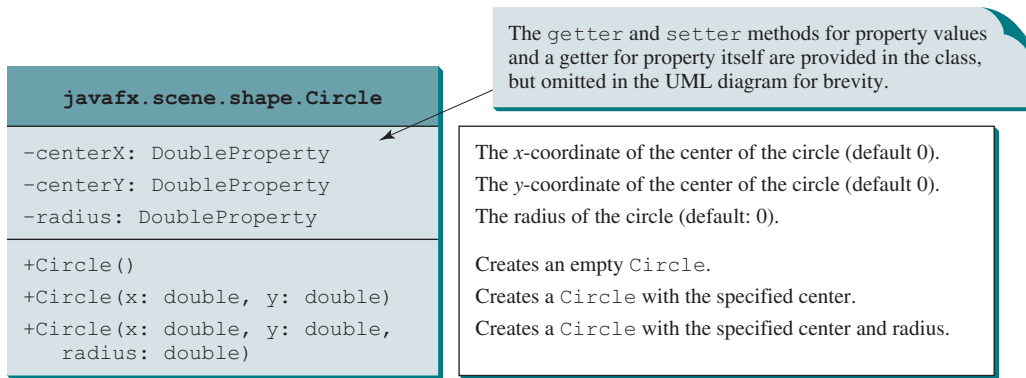 The getter and setter methods for property values
and a getter for property itself are provided in the class,
but omitted in the UML diagram for brevity.
javafx.scene.shape.Circle
-centerX: DoubleProperty
-centerY: DoubleProperty
-radius: DoubleProperty
The x-coordinate of the center of the circle (default 0).
The y-coordinate of the center of the circle (default 0).
The radius of the circle (default: 0).
+Circle()
+Circle(x: double, y: double)
+Circle(x: double, y: double,
radius: double)
Creates an empty Circle.
Creates a Circle with the specified center.
Creates a Circle with the specified center and radius.